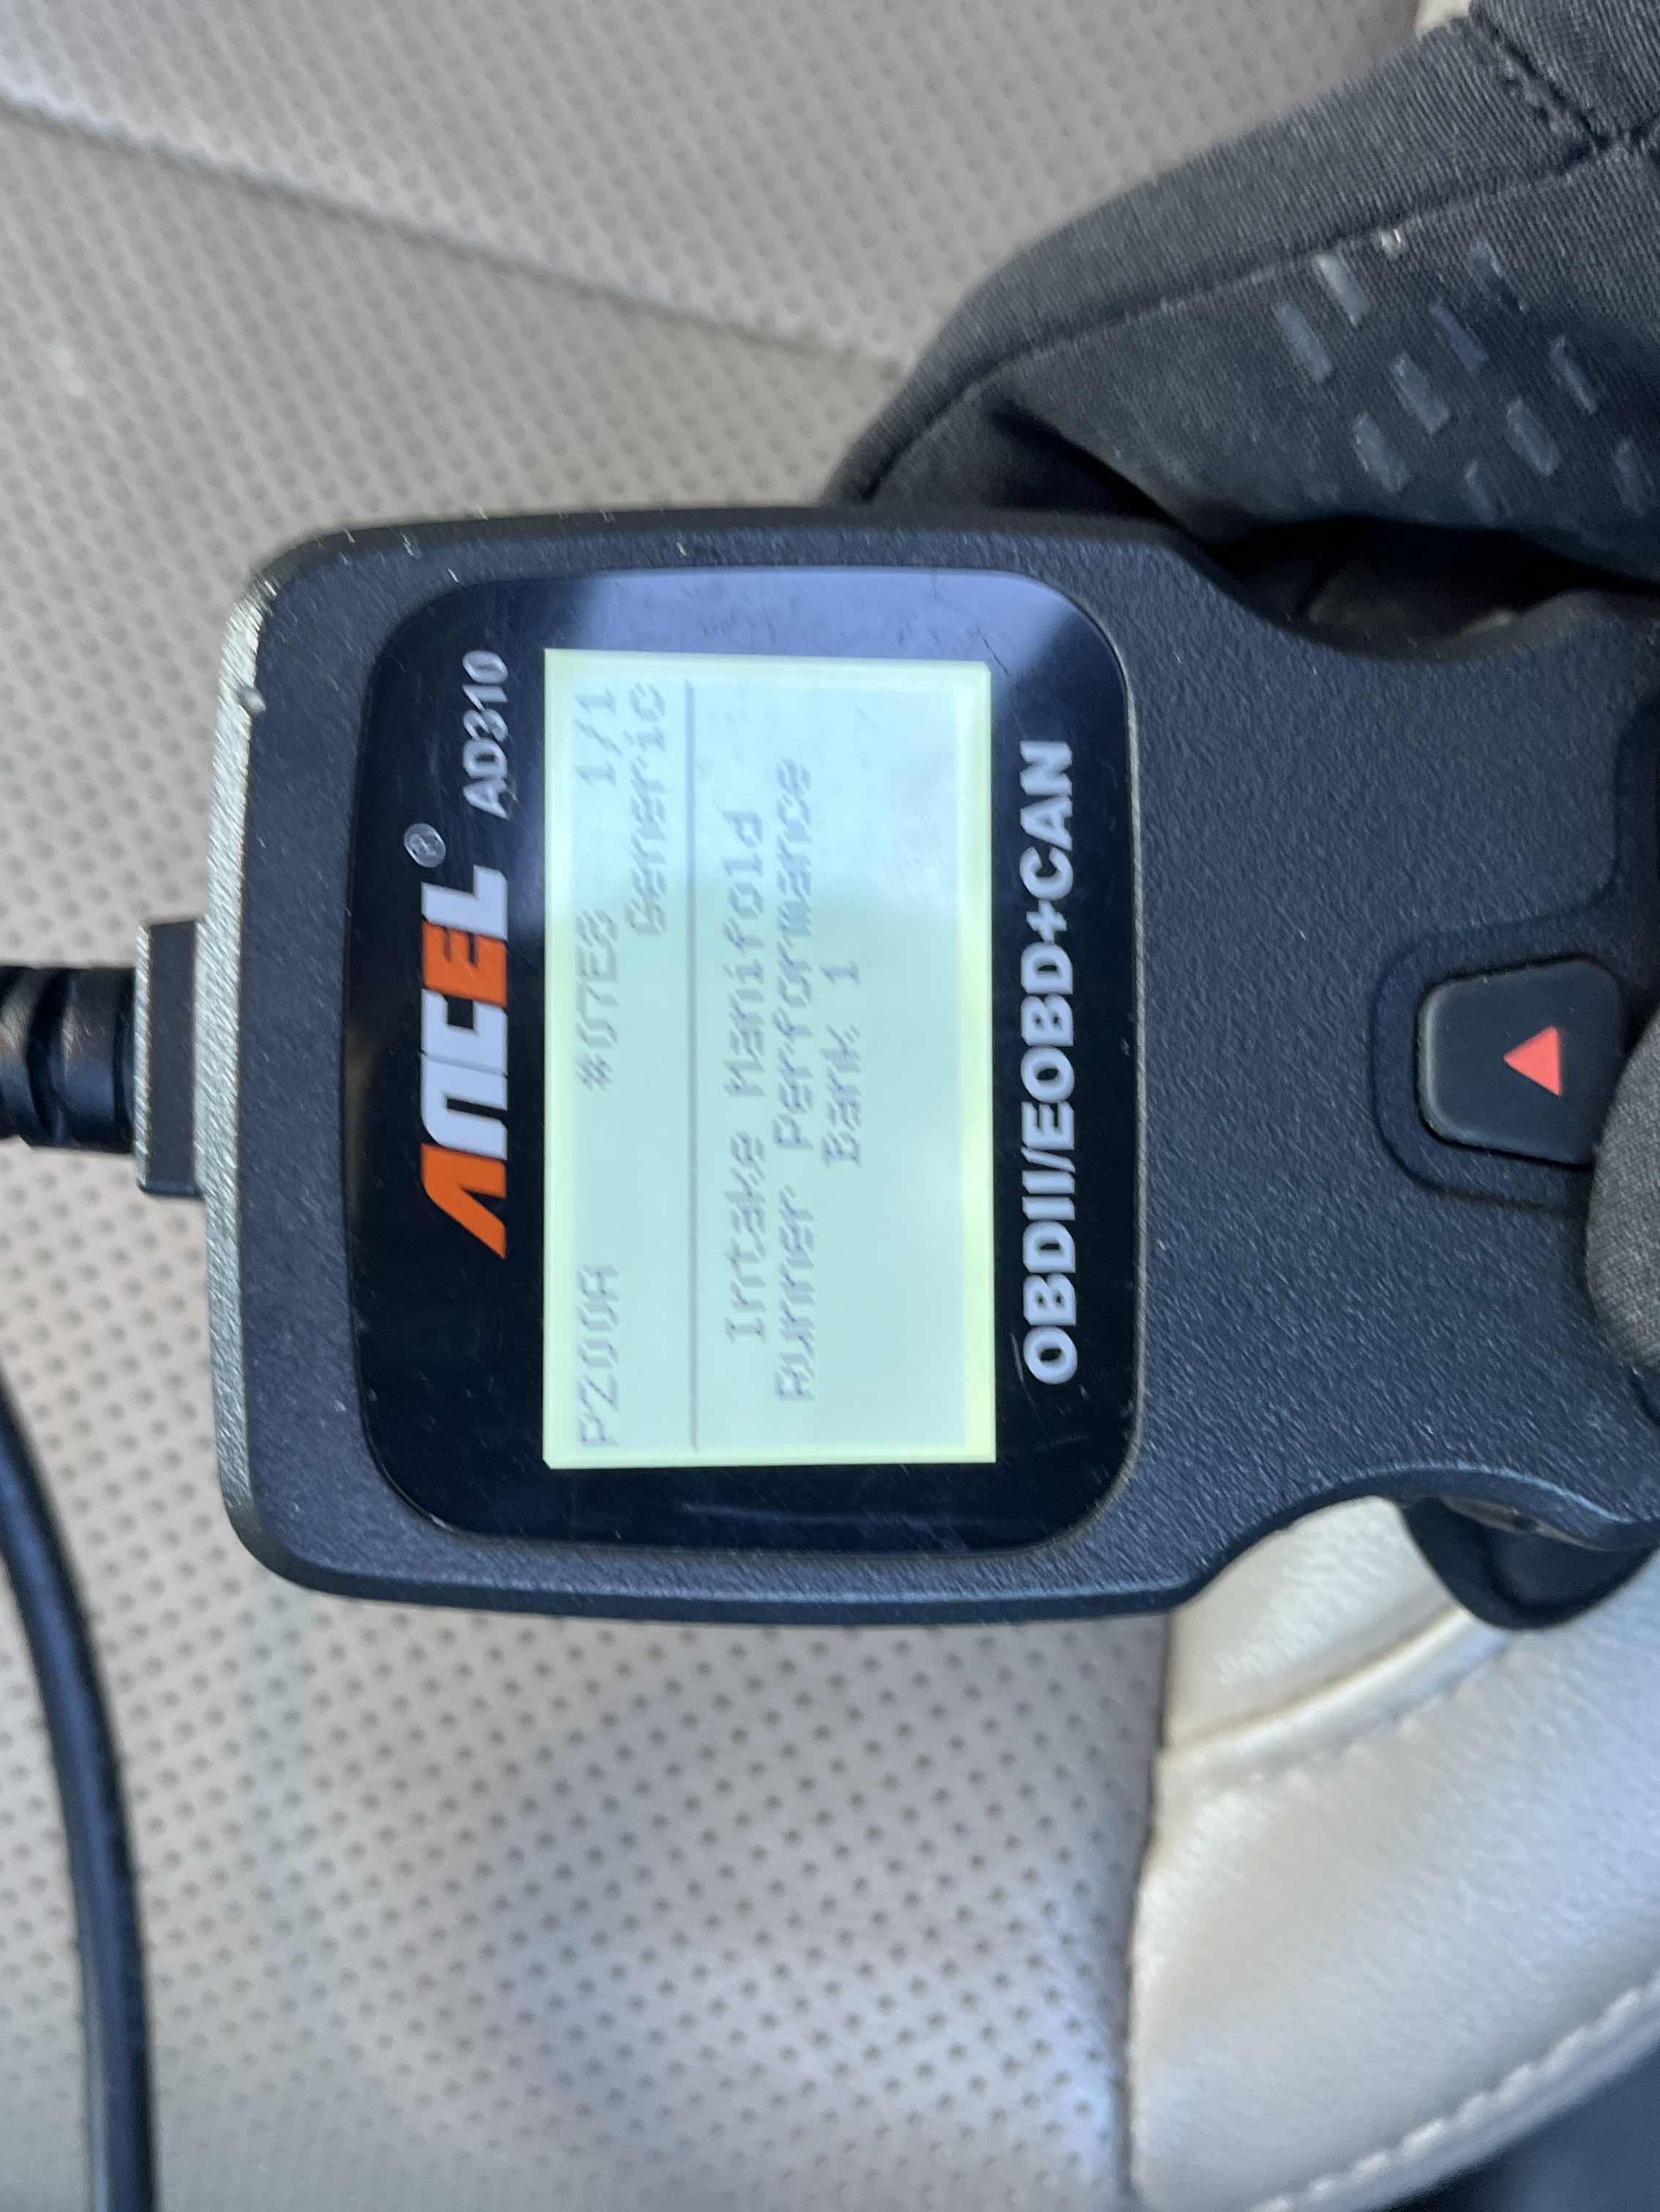 ANCEL® AD310
P200A #07E8 1/1
Generic
Intake Manifold
Runner Performance
Bank 1
OBDII/EOBD+CAN